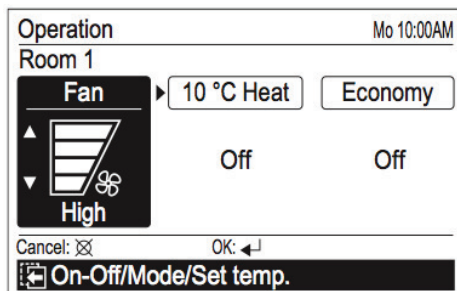 Operation Mo 10:00AM
Room 1
Fan 10 °C Heat Economy
Off Off
High
Cancel: OK:
On-Off/Mode/Set temp.